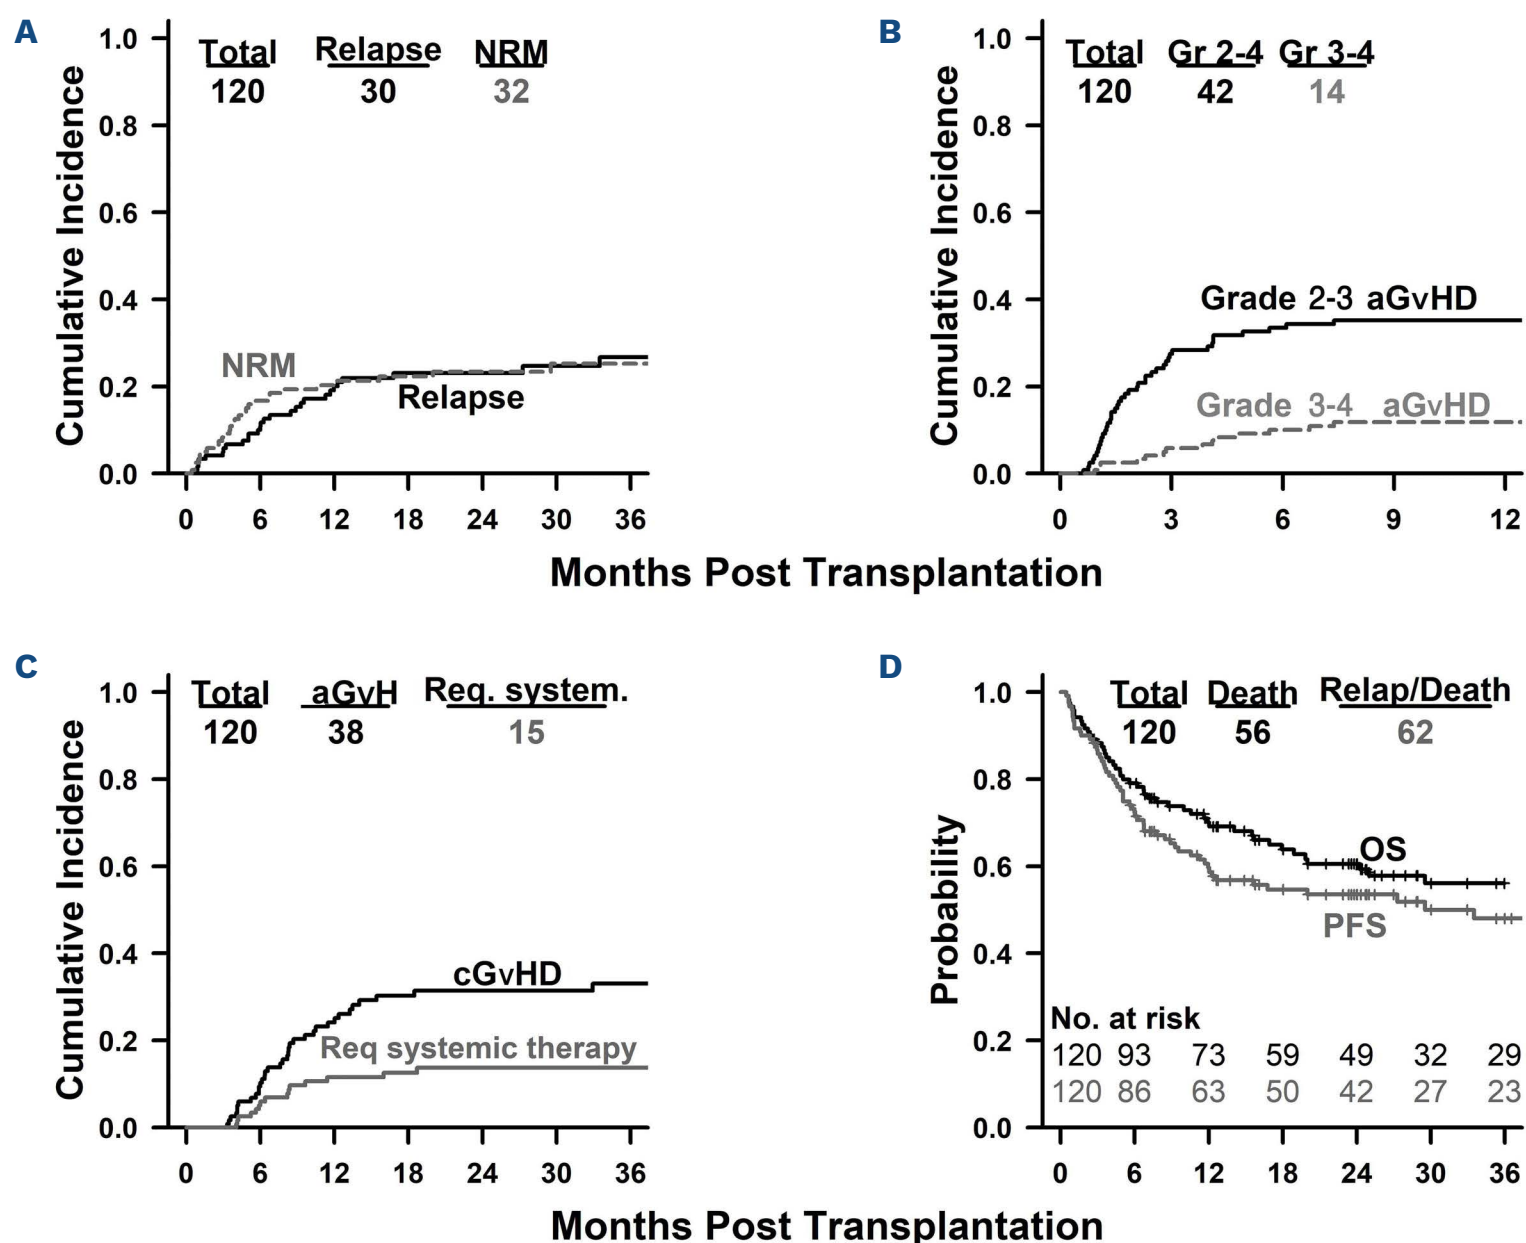 A
Total Relapse NRM
120 30 32
1.0
0.8
0.6
0.4
0.2
0.0
Cumulative Incidence
NRM
Relapse
0 6 12 18 24 30 36
B
Total Gr 2-4 Gr 3-4
120 42 14
1.0
0.8
0.6
0.4
0.2
0.0
Cumulative Incidence
Grade 2-3 aGvHD
Grade 3-4 aGvHD
0 3 6 9 12
Months Post Transplantation
C
Total aGvH Req. system.
120 38 15
1.0
0.8
0.6
0.4
0.2
0.0
Cumulative Incidence
cGvHD
Req systemic therapy
0 6 12 18 24 30 36
D
Total Death Relap/Death
120 56 62
1.0
0.8
0.6
0.4
0.2
0.0
Probability
OS
PFS
No. at risk
120 93 73 59 49 32 29
120 86 63 50 42 27 23
0 6 12 18 24 30 36
Months Post Transplantation